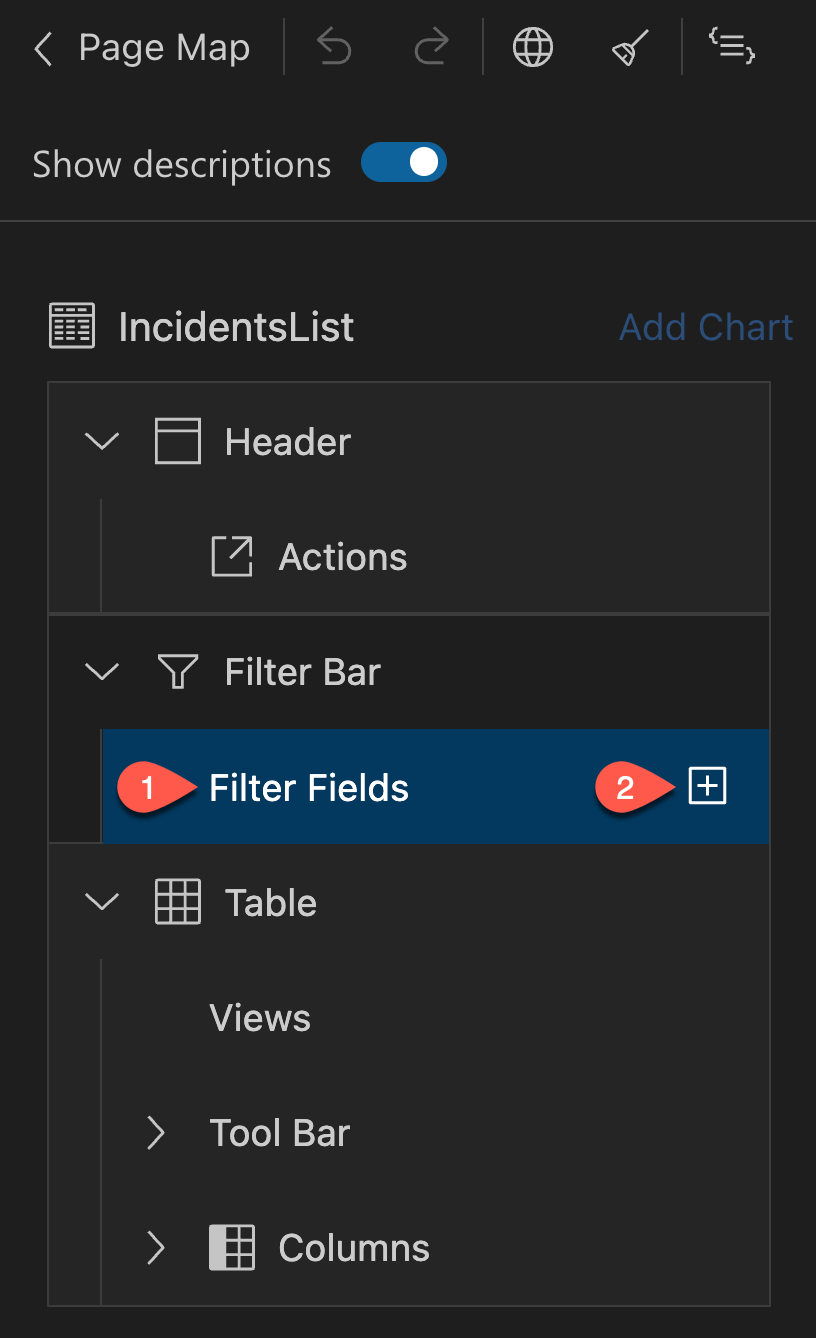 Page Map
Show descriptions
IncidentsList Add Chart
Header
Actions
Filter Bar
1 Filter Fields 2
Table
Views
Tool Bar
Columns